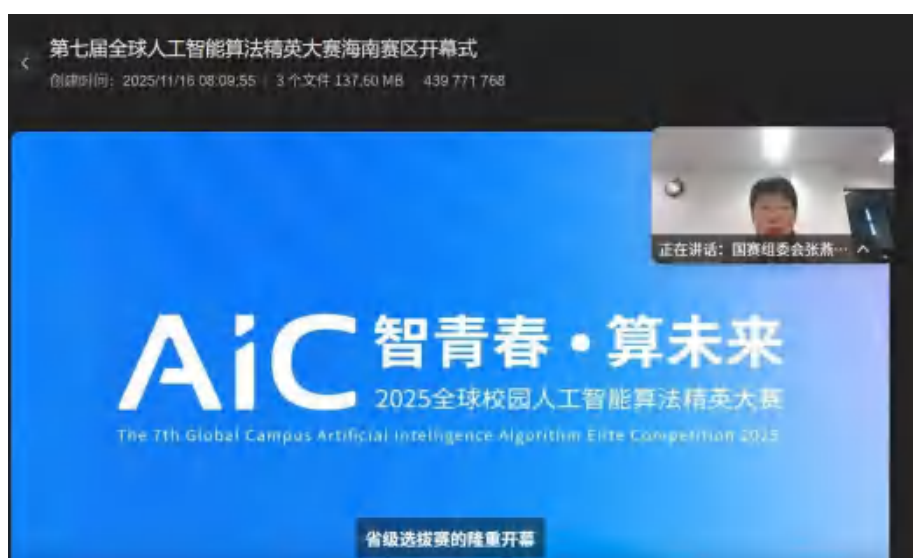 第七届全球人工智能算法精英大赛海南赛区开幕式
创建时间：2025/11/16 08:09:55 | 3 个文件 137.60 MB 439 771 768
正在讲话：国赛组委会张燕…
AiC 智青春·算未来
2025全球校园人工智能算法精英大赛
The 7th Global Campus Artificial Intelligence Algorithm Elite Competition 2025
省级选拔赛的隆重开幕